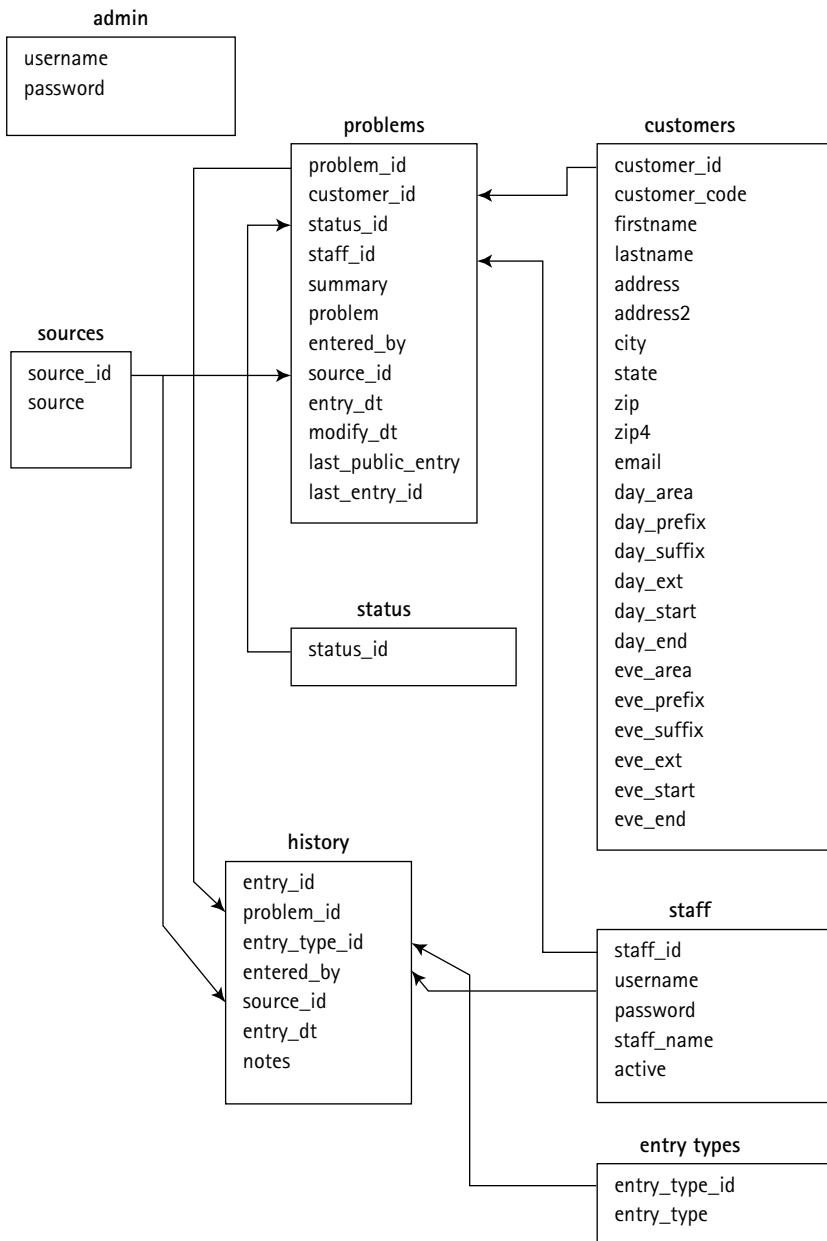 admin
username
password
problems
problem_id
customer_id
status_id
staff_id
summary
problem
entered_by
source_id
entry_dt
modify_dt
last_public_entry
last_entry_id
customers
customer_id
customer_code
firstname
lastname
address
address2
city
state
zip
zip4
email
day_area
day_prefix
day_suffix
day_ext
day_start
day_end
eve_area
eve_prefix
eve_suffix
eve_ext
eve_start
eve_end
sources
source_id
source
status
status_id
history
entry_id
problem_id
entry_type_id
entered_by
source_id
entry_dt
notes
staff
staff_id
username
password
staff_name
active
entry types
entry_type_id
entry_type